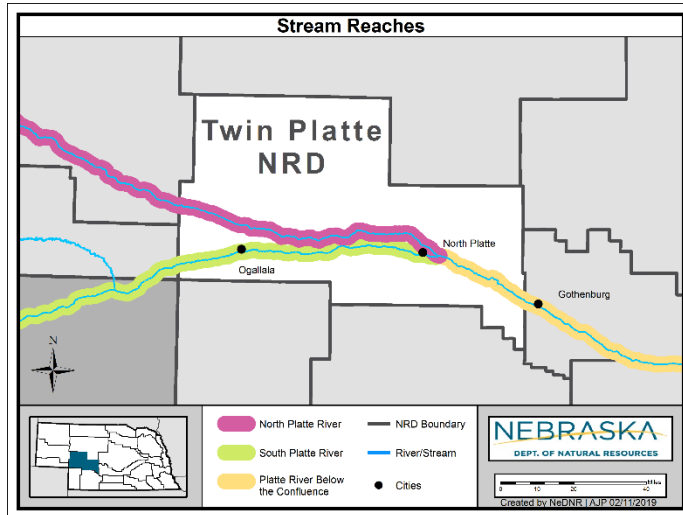 Stream Reaches
Twin Platte
NRD
North Platte
Ogallala
Gothenburg
N
North Platte River
South Platte River
Platte River Below
the Confluence
NRD Boundary
River/Stream
Cities
NEBRASKA
DEPT. OF NATURAL RESOURCES
0 10 20 40
Created by NeDNR | AJP 02/11/2019